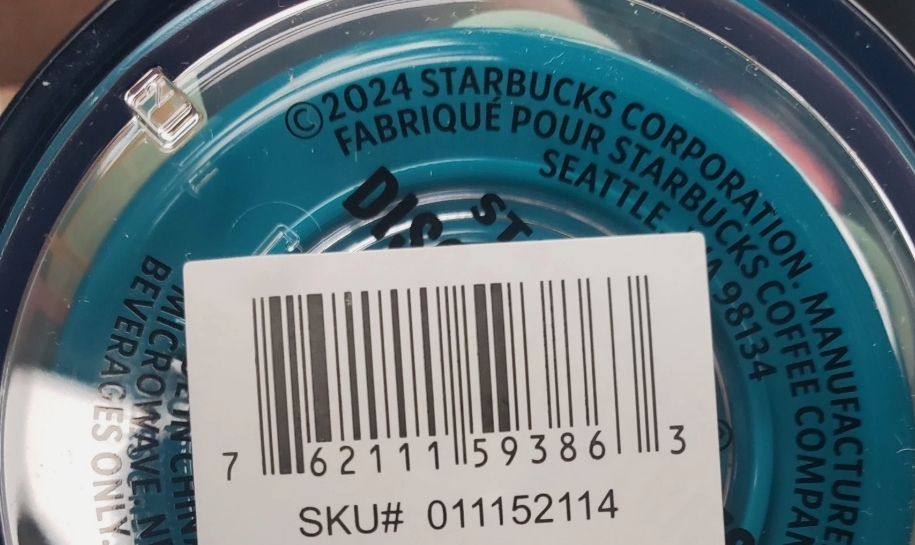 ©2024 STARBUCKS CORPORATION. MANUFACTURE
FABRIQUÉ POUR STARBUCKS COFFEE COMPAN
SEATTLE, 98134
BEVERAGES ONLY.
MICROWAVE.
7 62111 59386 3
SKU# 011152114